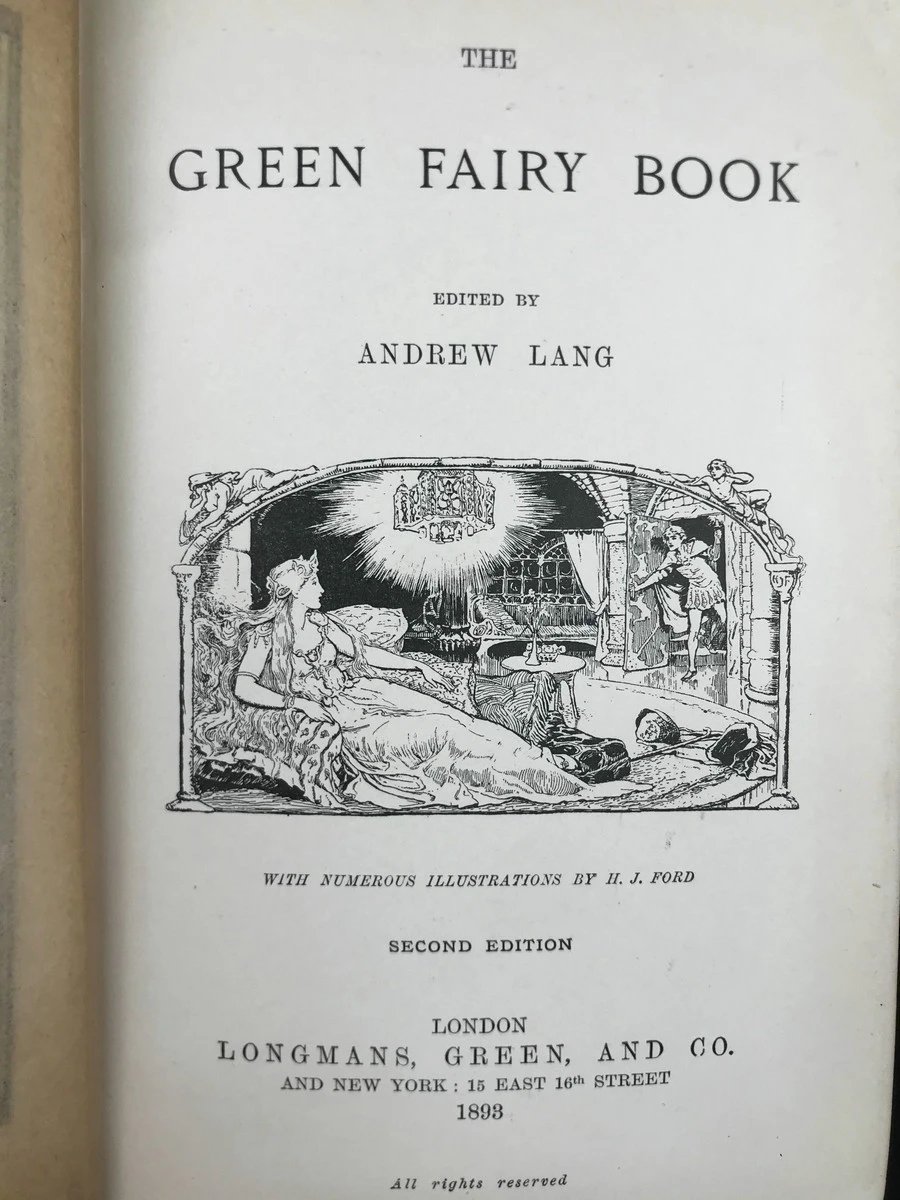 THE
GREEN FAIRY BOOK
EDITED BY
ANDREW LANG
HJF
WITH NUMEROUS ILLUSTRATIONS BY H. J. FORD
SECOND EDITION
LONDON
LONGMANS, GREEN, AND CO.
AND NEW YORK : 15 EAST 16th STREET
1893
All rights reserved